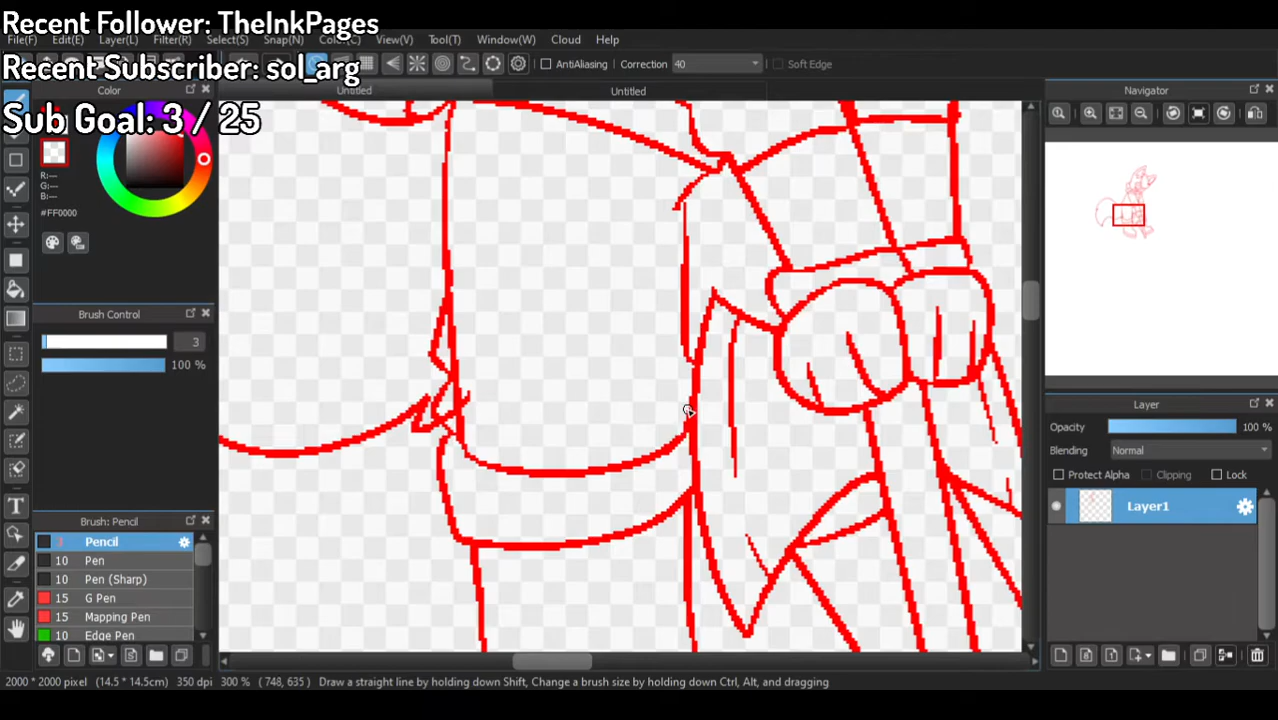 Recent Follower: TheInkPages
File(F) Edit(E) Layer(L) Filter(R) Select(S) Snap(N) Color(C) View(V) Tool(T) Window(W) Cloud Help
Recent Subscriber: sol_arg
AntiAliasing Correction 40 Soft Edge
Color Untitled Untitled Navigator
Sub Goal: 3 / 25
R:---
G:---
B:---
#FF0000
Brush Control
3
100 %
Layer
Opacity 100 %
Blending Normal
Protect Alpha Clipping Lock
Layer1
Brush: Pencil
3 Pencil
10 Pen
10 Pen (Sharp)
15 G Pen
15 Mapping Pen
10 Edge Pen
2000 * 2000 pixel (14.5 * 14.5cm) 350 dpi 300 % ( 748, 635 ) Draw a straight line by holding down Shift, Change a brush size by holding down Ctrl, Alt, and dragging